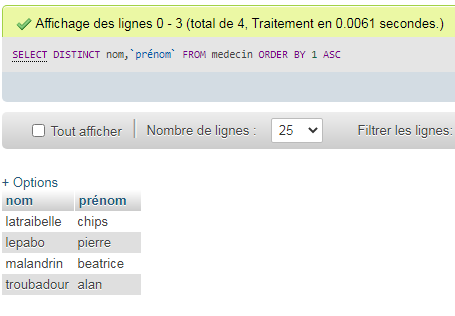 Affichage des lignes 0 - 3 (total de 4, Traitement en 0.0061 secondes.)
SELECT DISTINCT nom,`prénom` FROM medecin ORDER BY 1 ASC
Tout afficher Nombre de lignes : 25 Filtrer les lignes:
+ Options
nom prénom
latraibelle chips
lepabo pierre
malandrin beatrice
troubadour alan